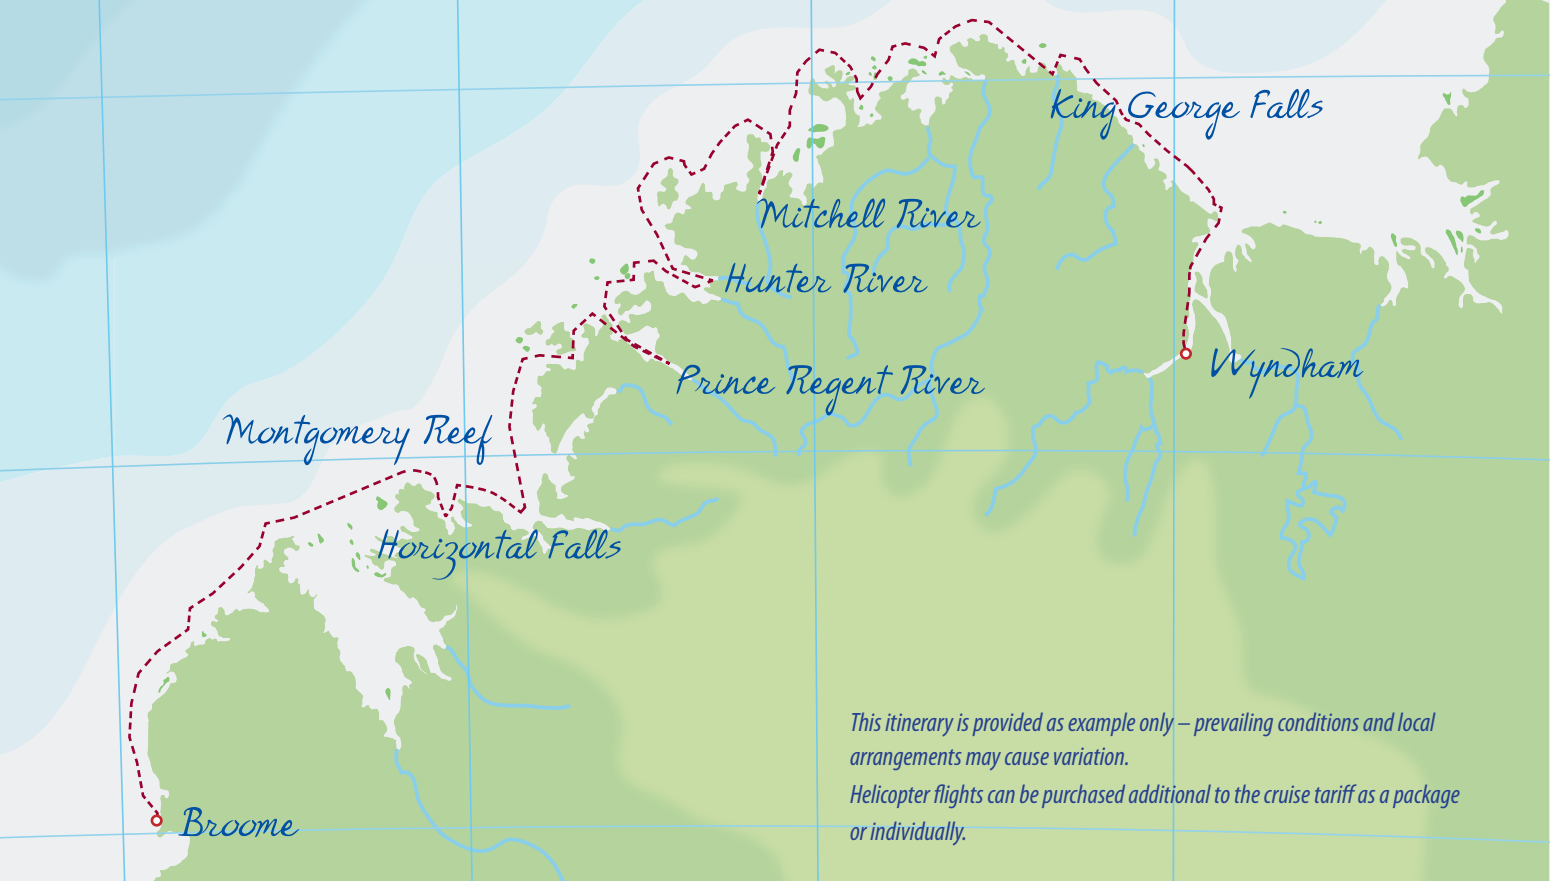 King George Falls
Mitchell River
Hunter River
Prince Regent River
Wyndham
Montgomery Reef
Horizontal Falls
Broome
This itinerary is provided as example only – prevailing conditions and local
arrangements may cause variation.
Helicopter flights can be purchased additional to the cruise tariff as a package
or individually.